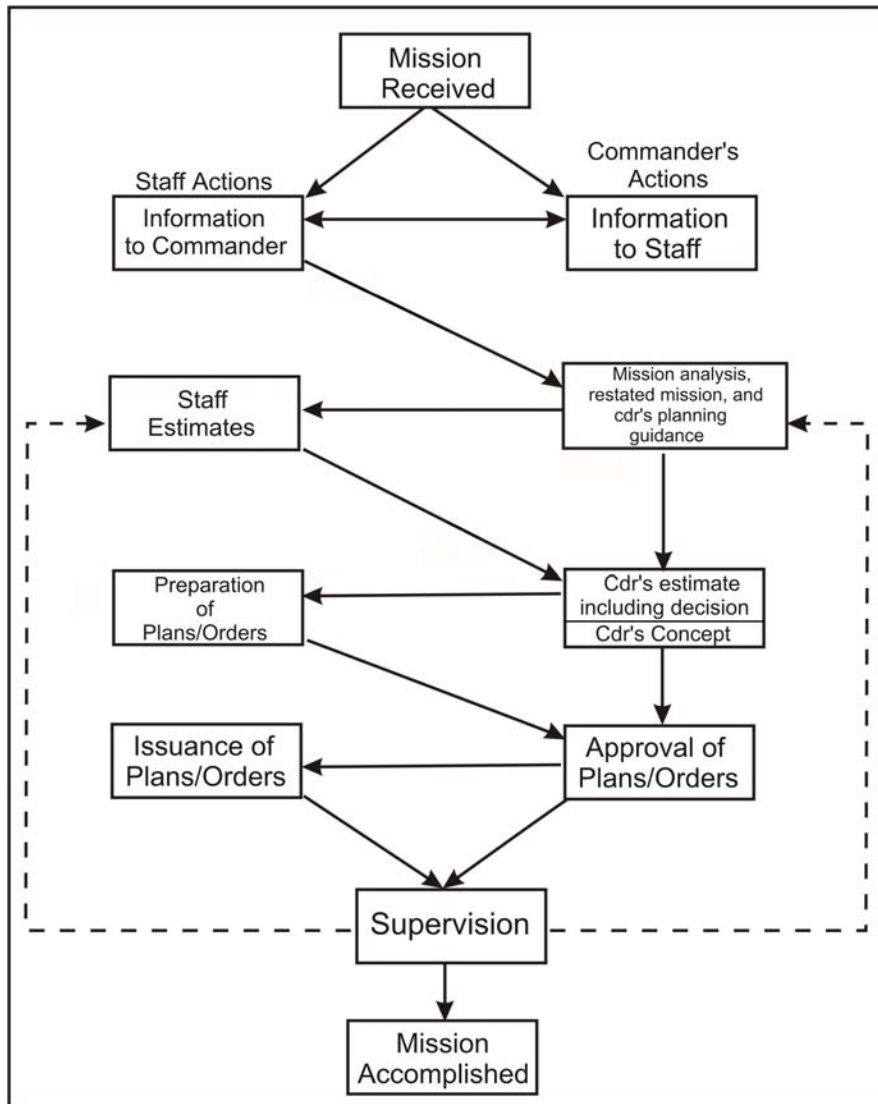 Mission
Received
Staff Actions
Commander's
Actions
Information
to Commander
Information
to Staff
Staff
Estimates
Mission analysis,
restated mission, and
cdr's planning
guidance
Preparation
of
Plans/Orders
Cdr's estimate
including decision
Cdr's Concept
Issuance of
Plans/Orders
Approval of
Plans/Orders
Supervision
Mission
Accomplished